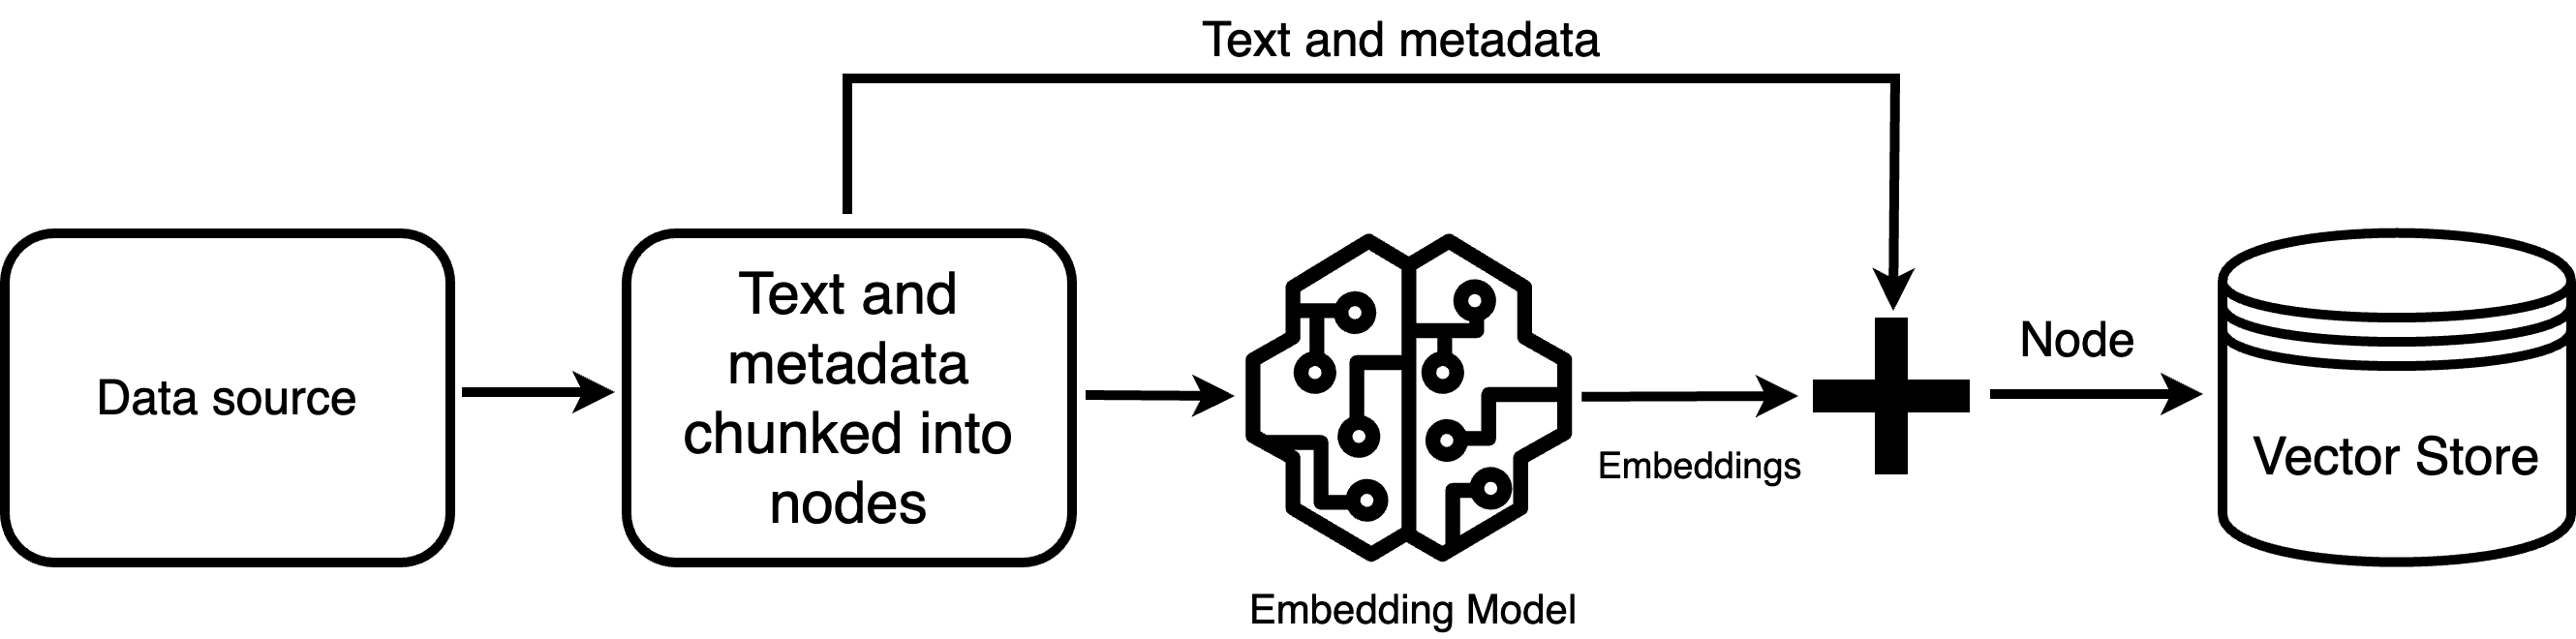 Text and metadata
Data source
Text and
metadata
chunked into
nodes
Embedding Model
Embeddings
Node
Vector Store